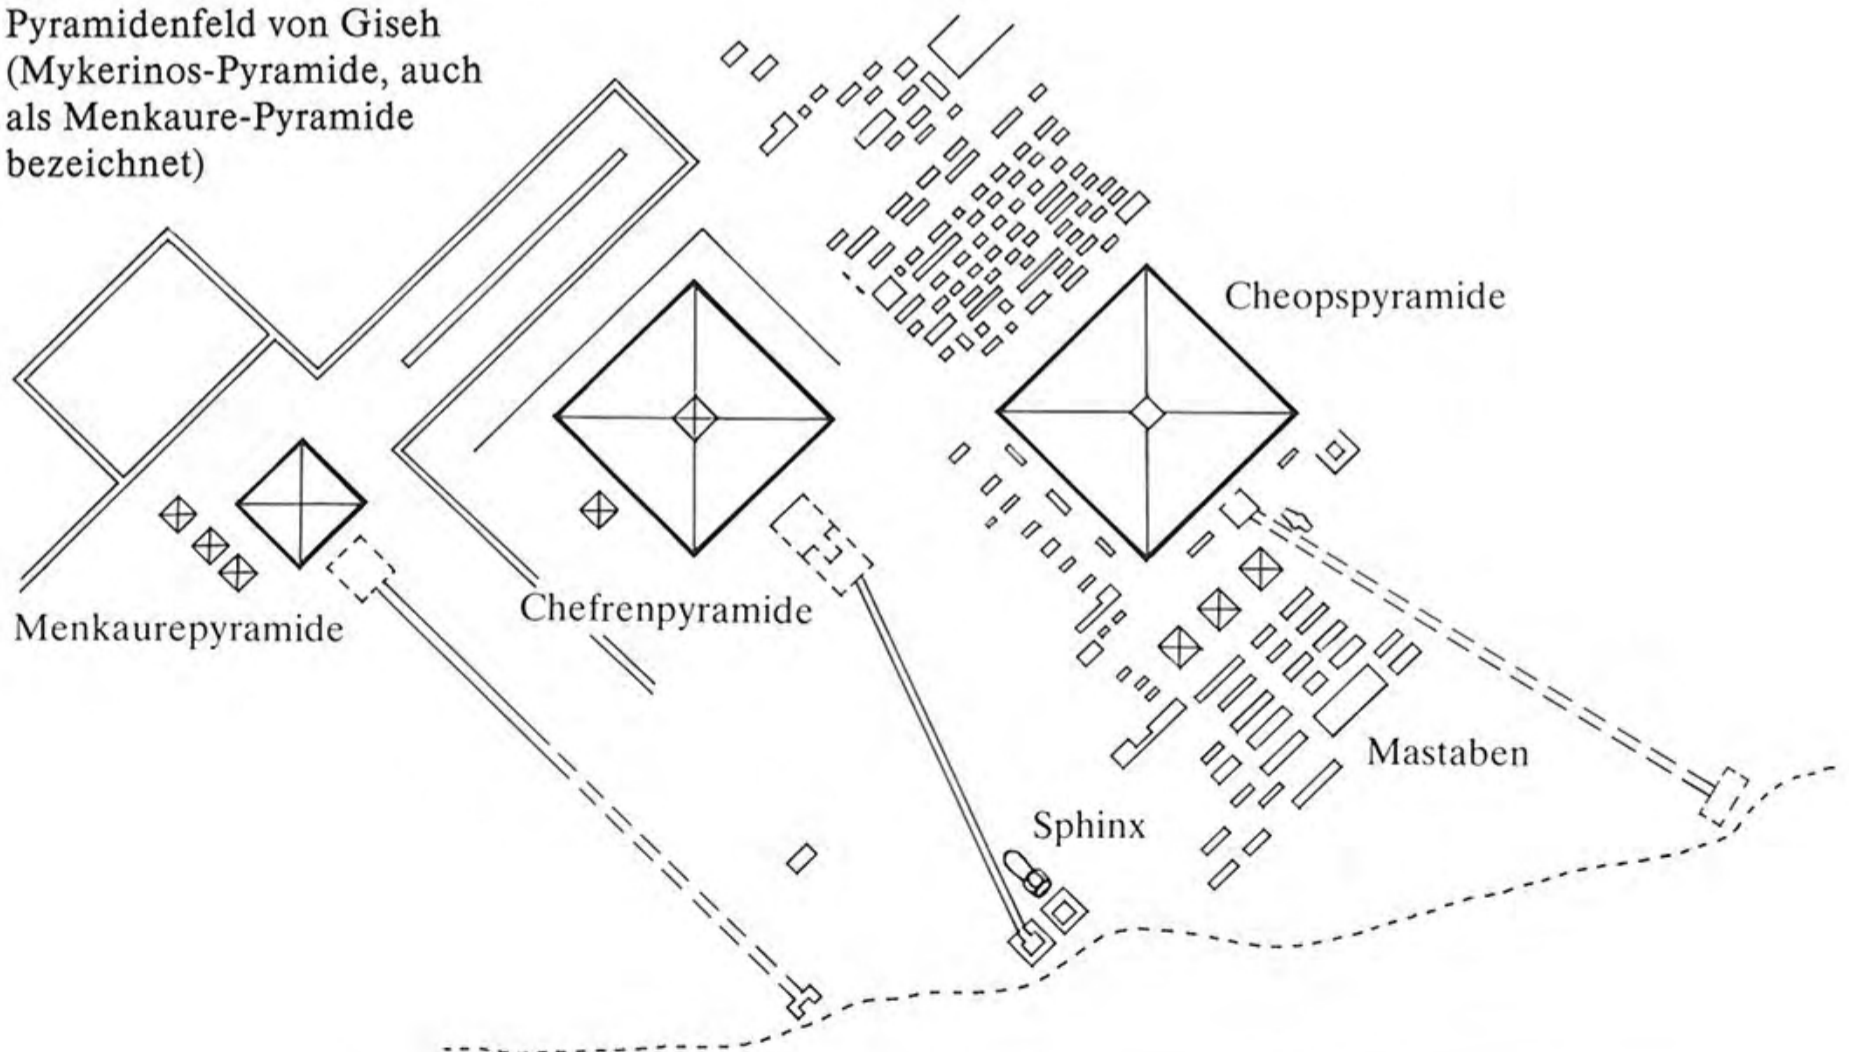 Pyramidenfeld von Giseh
(Mykerinos-Pyramide, auch
als Menkaure-Pyramide
bezeichnet)
Cheopspyramide
Chefrenpyramide
Menkaurepyramide
Mastaben
Sphinx